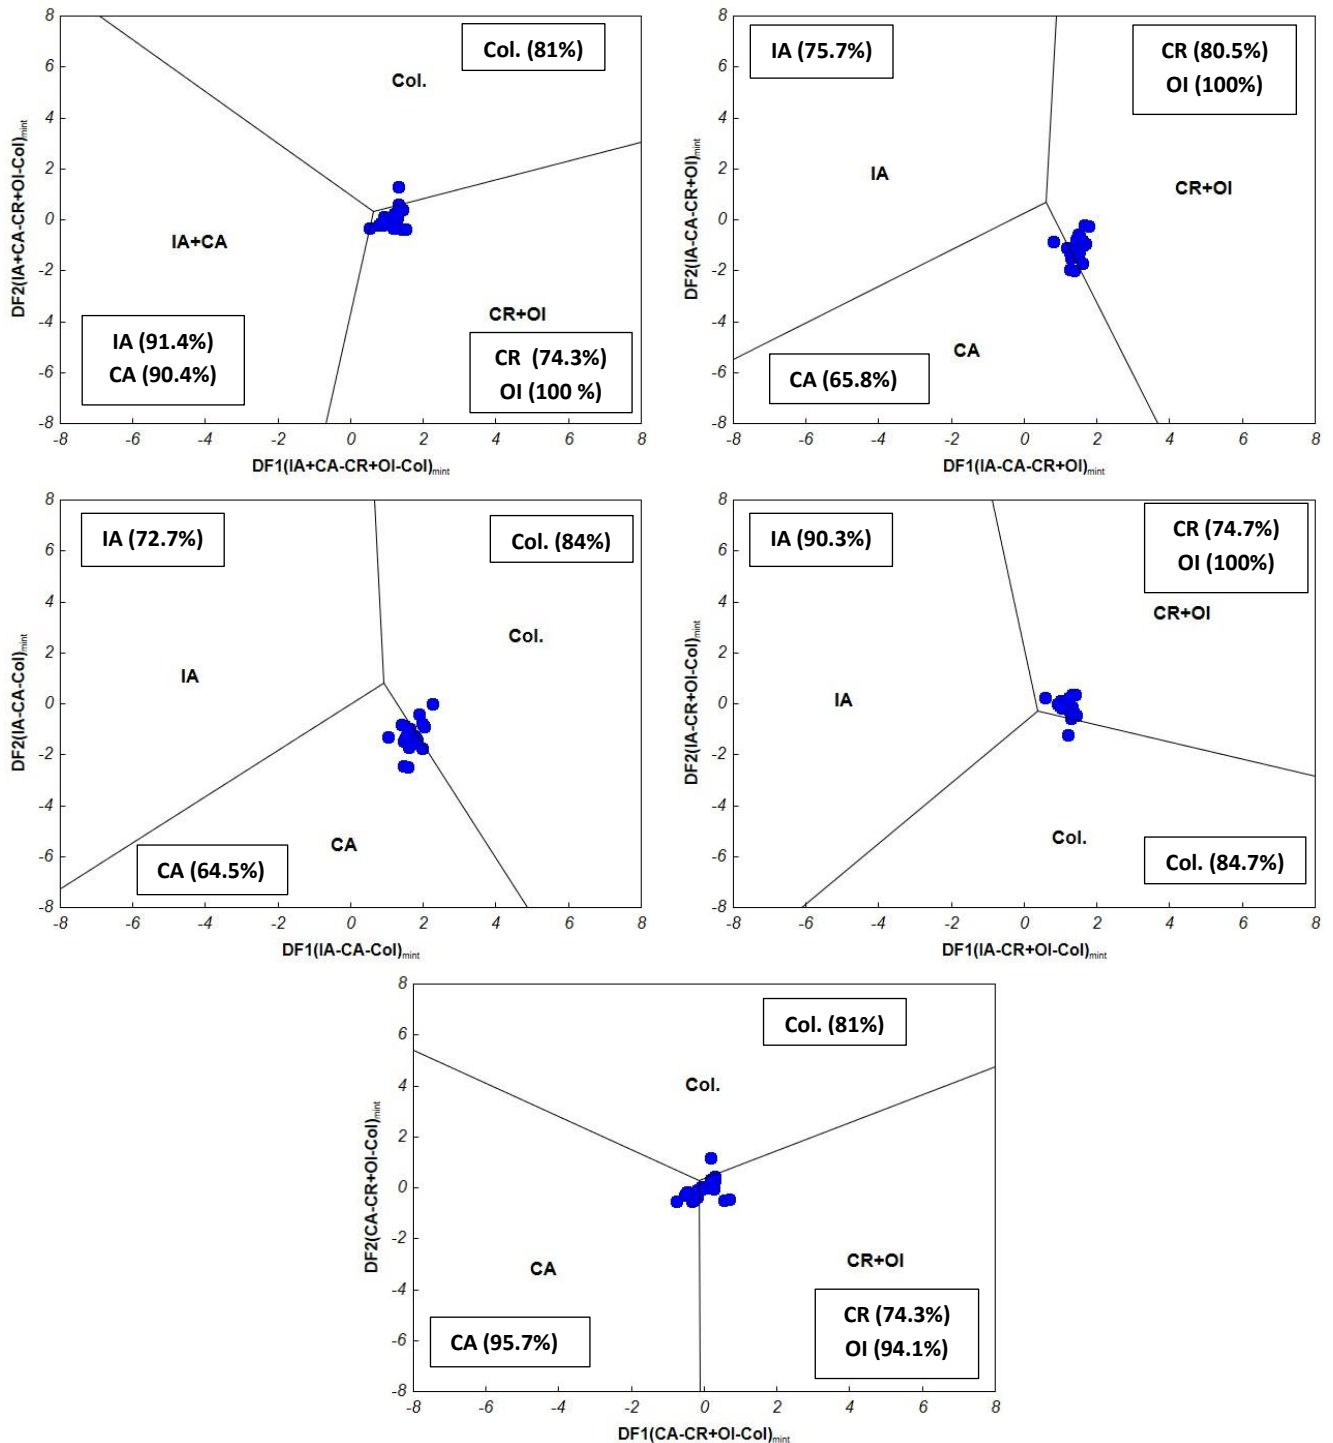 8
6
4
2
0
-2
-4
-6
-8
DF2(IA+CA-CR+OI-Col)mint
Col. (81%)
Col.
IA+CA
IA (91.4%)
CA (90.4%)
CR+OI
CR (74.3%)
OI (100 %)
-8 -6 -4 -2 0 2 4 6 8
DF1(IA+CA-CR+OI-Col)mint
8
6
4
2
0
-2
-4
-6
-8
DF2(IA-CA-CR+OI)mint
IA (75.7%)
CR (80.5%)
OI (100%)
IA
CR+OI
CA
CA (65.8%)
-8 -6 -4 -2 0 2 4 6 8
DF1(IA-CA-CR+OI)mint
8
6
4
2
0
-2
-4
-6
-8
DF2(IA-CA-Col)mint
IA (72.7%)
Col. (84%)
Col.
IA
CA
CA (64.5%)
-8 -6 -4 -2 0 2 4 6 8
DF1(IA-CA-Col)mint
8
6
4
2
0
-2
-4
-6
-8
DF2(IA-CR+OI-Col)mint
IA (90.3%)
CR (74.7%)
OI (100%)
CR+OI
IA
Col.
Col. (84.7%)
-8 -6 -4 -2 0 2 4 6 8
DF1(IA-CR+OI-Col)mint
8
6
4
2
0
-2
-4
-6
-8
DF2(CA-CR+OI-Col)mint
Col. (81%)
Col.
CA
CR+OI
CR (74.3%)
OI (94.1%)
CA (95.7%)
-8 -6 -4 -2 0 2 4 6 8
DF1(CA-CR+OI-Col)mint